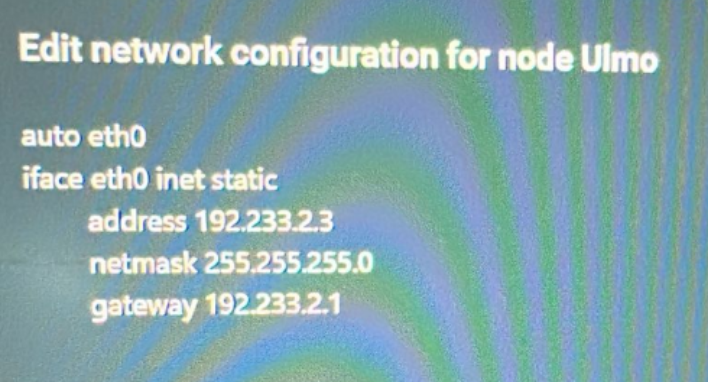 Edit network configuration for node Ulmo
auto eth0
iface eth0 inet static
address 192.233.2.3
netmask 255.255.255.0
gateway 192.233.2.1